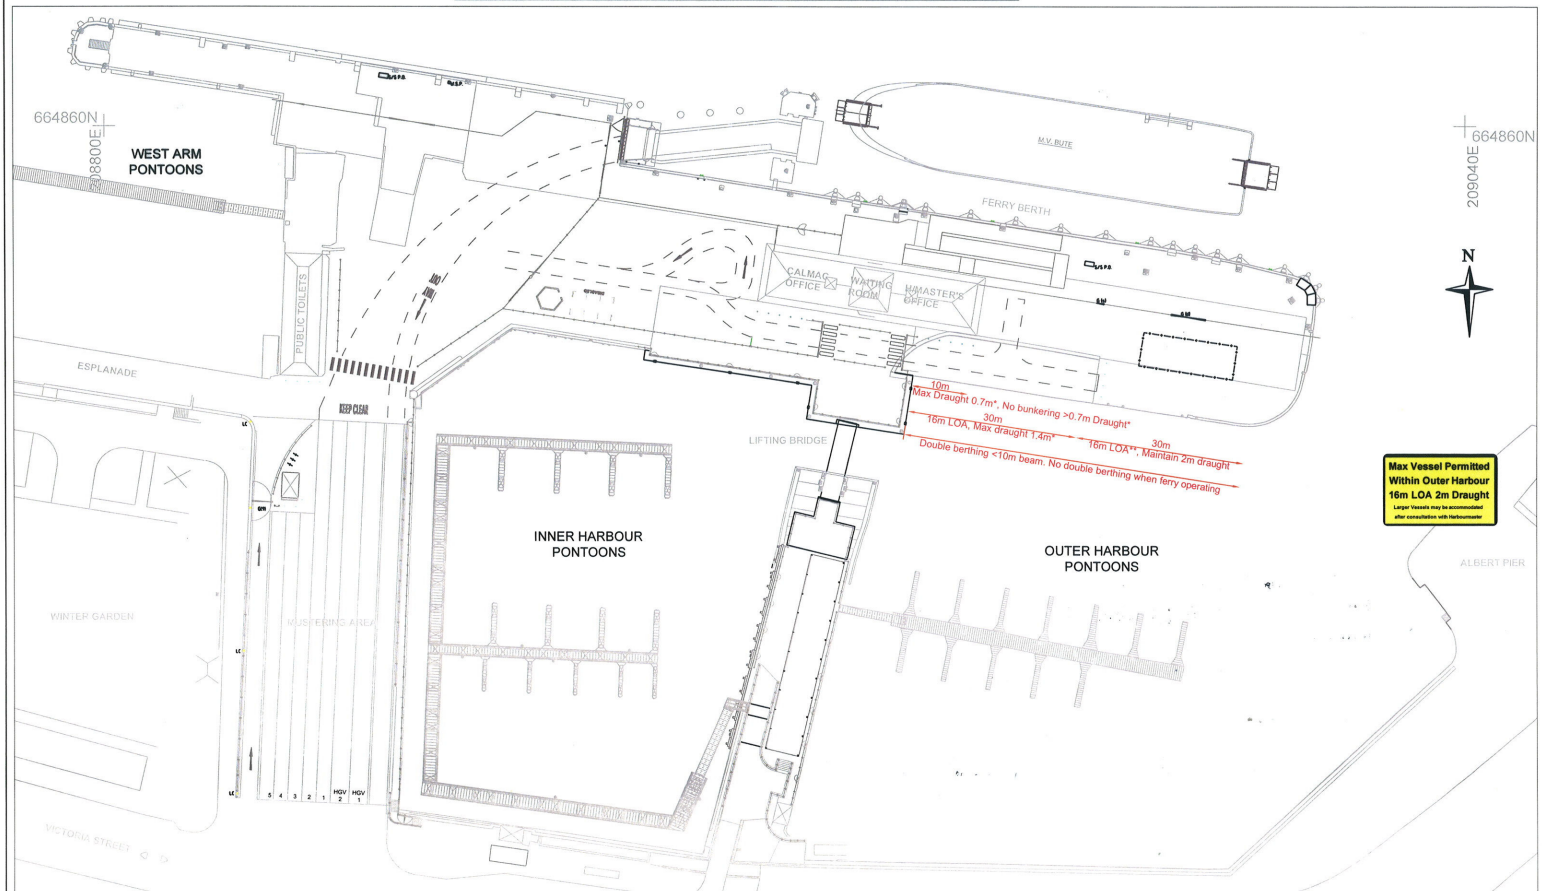 664860N
208800E
WEST ARM
PONTOONS
S/S P.B.
M.V. BUTE
664860N
209040E
FERRY BERTH
N
S/S P.B.
PUBLIC TOILETS
CALMAC
OFFICE
WAITING
ROOM
H/MASTER'S
OFFICE
ESPLANADE
KEEP CLEAR
10m
Max Draught 0.7m*, No bunkering >0.7m Draught*
30m
16m LOA, Max draught 1.4m*
30m
16m LOA**, Maintain 2m draught
Double berthing <10m beam. No double berthing when ferry operating
LIFTING BRIDGE
LC
Max Vessel Permitted
Within Outer Harbour
16m LOA 2m Draught
Larger Vessels may be accommodated
after consultation with Harbourmaster
INNER HARBOUR
PONTOONS
OUTER HARBOUR
PONTOONS
ALBERT PIER
WINTER GARDEN
MUSTERING AREA
LC
LC
5 4 3 2 1 HGV 2 HGV 1
VICTORIA STREET